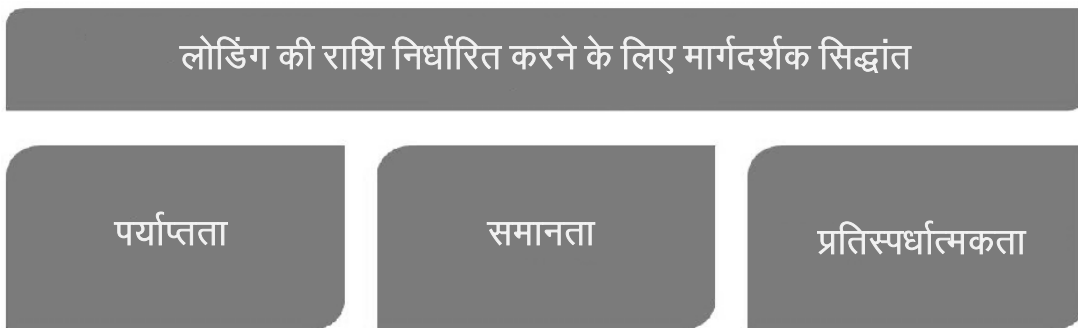 लोडिंग की राशि निर्धारित करने के लिए मार्गदर्शक सिद्धांत
पर्याप्तता
समानता
प्रतिस्पर्धात्मकता